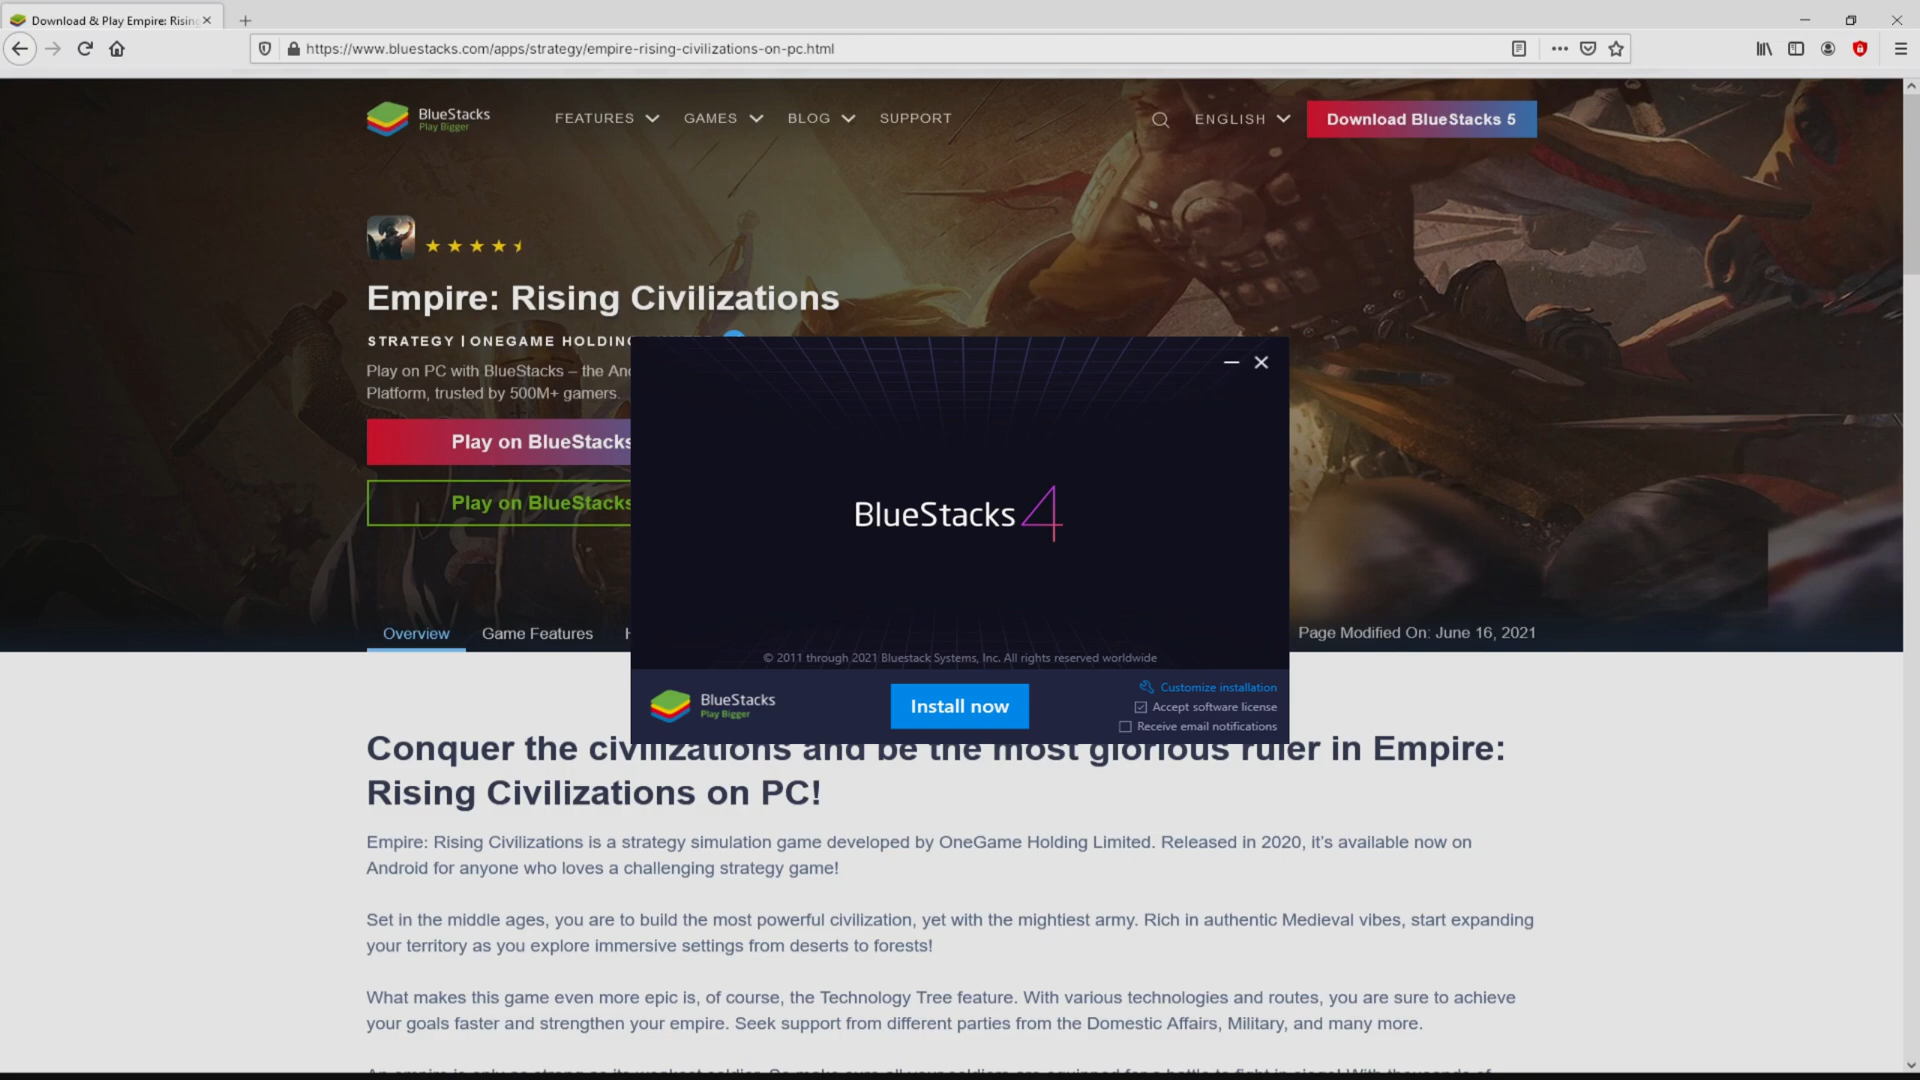 Download & Play Empire: Rising
https://www.bluestacks.com/apps/strategy/empire-rising-civilizations-on-pc.html
BlueStacks
Play Bigger
FEATURES
GAMES
BLOG
SUPPORT
ENGLISH
Download BlueStacks 5
Empire: Rising Civilizations
STRATEGY | ONEGAME HOLDING
Play on PC with BlueStacks – the
Platform, trusted by 500M+ gamers.
Play on BlueStacks
Play on BlueStacks
BlueStacks 4
© 2011 through 2021 Bluestack Systems, Inc. All rights reserved worldwide
BlueStacks
Play Bigger
Install now
Customize installation
Accept software license
Receive email notifications
Overview
Game Features
Page Modified On: June 16, 2021
Conquer the civilizations and be the most glorious ruler in Empire:
Rising Civilizations on PC!
Empire: Rising Civilizations is a strategy simulation game developed by OneGame Holding Limited. Released in 2020, it's available now on
Android for anyone who loves a challenging strategy game!
Set in the middle ages, you are to build the most powerful civilization, yet with the mightiest army. Rich in authentic Medieval vibes, start expanding
your territory as you explore immersive settings from deserts to forests!
What makes this game even more epic is, of course, the Technology Tree feature. With various technologies and routes, you are sure to achieve
your goals faster and strengthen your empire. Seek support from different parties from the Domestic Affairs, Military, and many more.